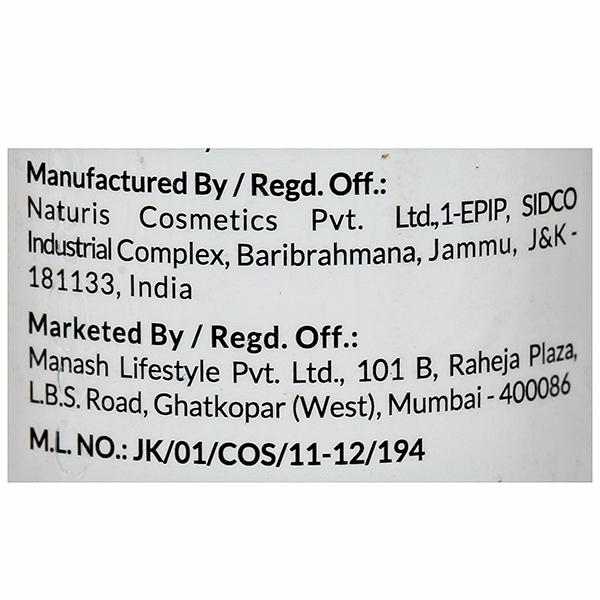 Manufactured By / Regd. Off.:
Naturis Cosmetics Pvt. Ltd.,1-EPIP, SIDCO
Industrial Complex, Baribrahmana, Jammu, J&K -
181133, India
Marketed By / Regd. Off.:
Manash Lifestyle Pvt. Ltd., 101 B, Raheja Plaza,
L.B.S. Road, Ghatkopar (West), Mumbai - 400086
M.L. NO.: JK/01/COS/11-12/194